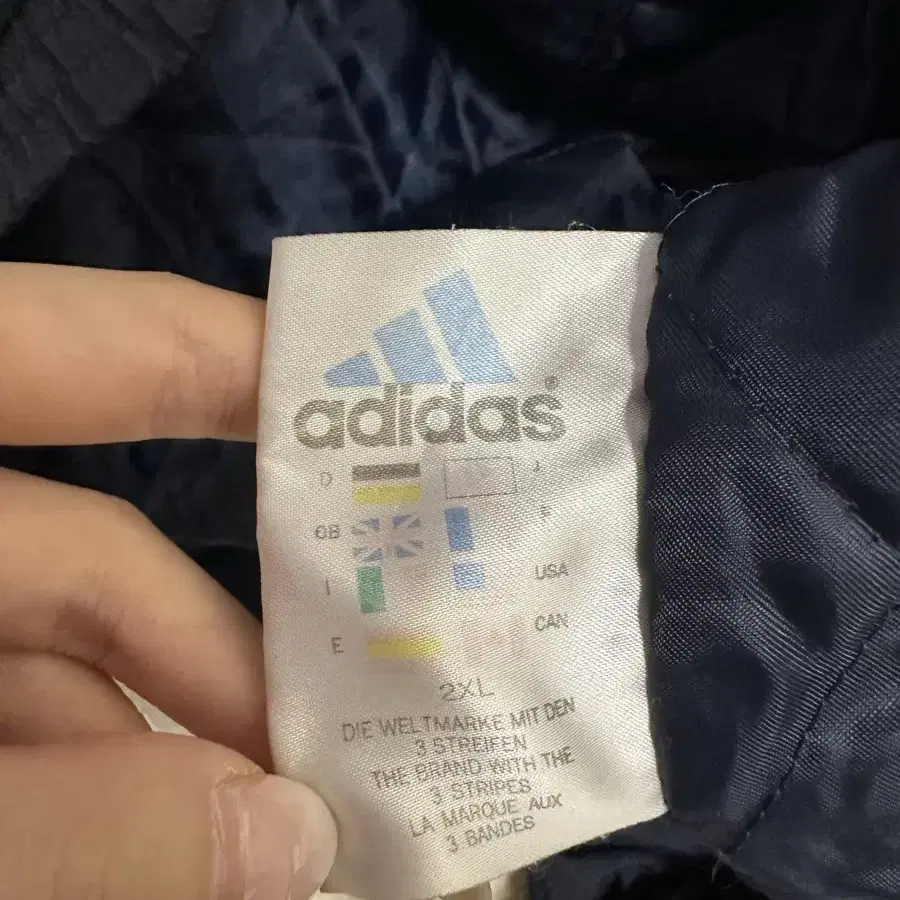 adidas®
D J
GB F
I USA
E CAN
2XL
DIE WELTMARKE MIT DEN
3 STREIFEN
THE BRAND WITH THE
3 STRIPES
LA MARQUE AUX
3 BANDES